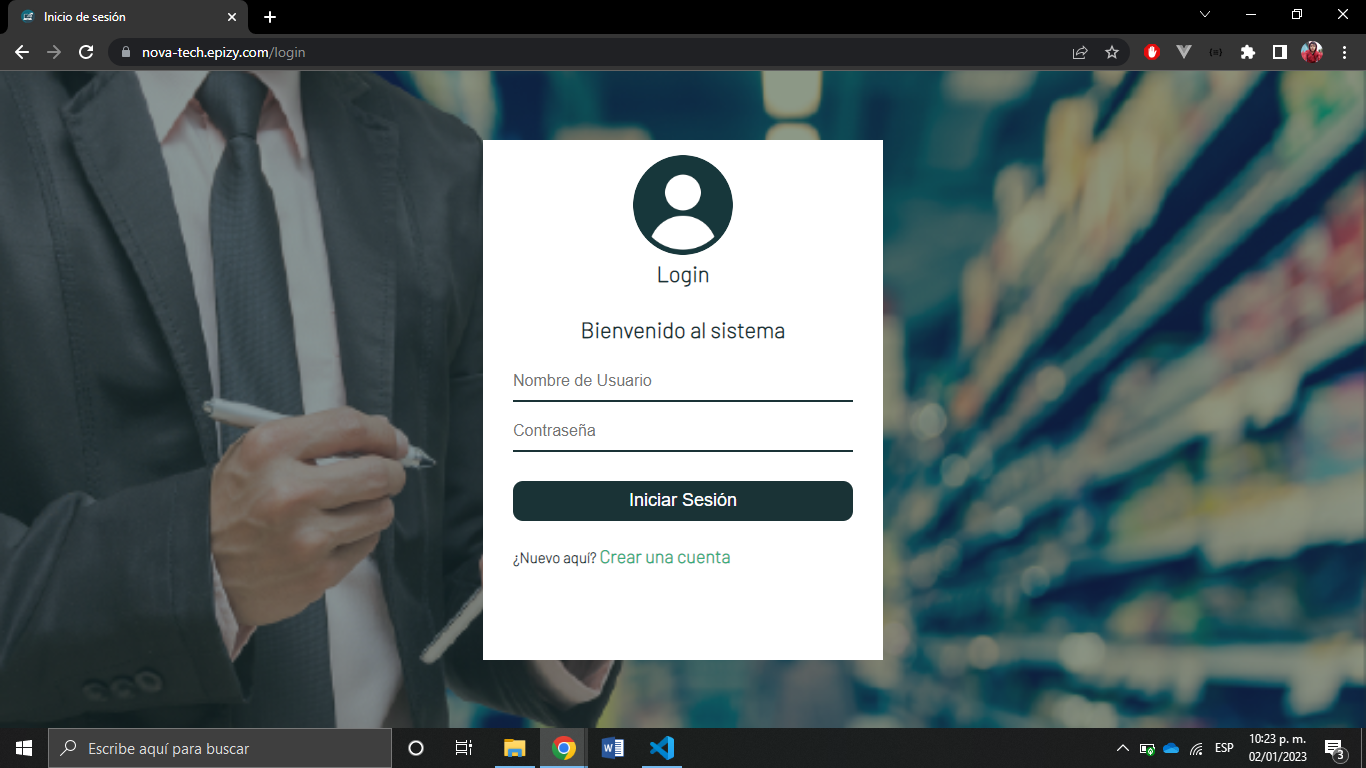 Inicio de sesión
nova-tech.epizy.com/login
Login
Bienvenido al sistema
Nombre de Usuario
Contraseña
Iniciar Sesión
¿Nuevo aquí? Crear una cuenta
Escribe aquí para buscar
ESP
10:23 p. m.
02/01/2023
3